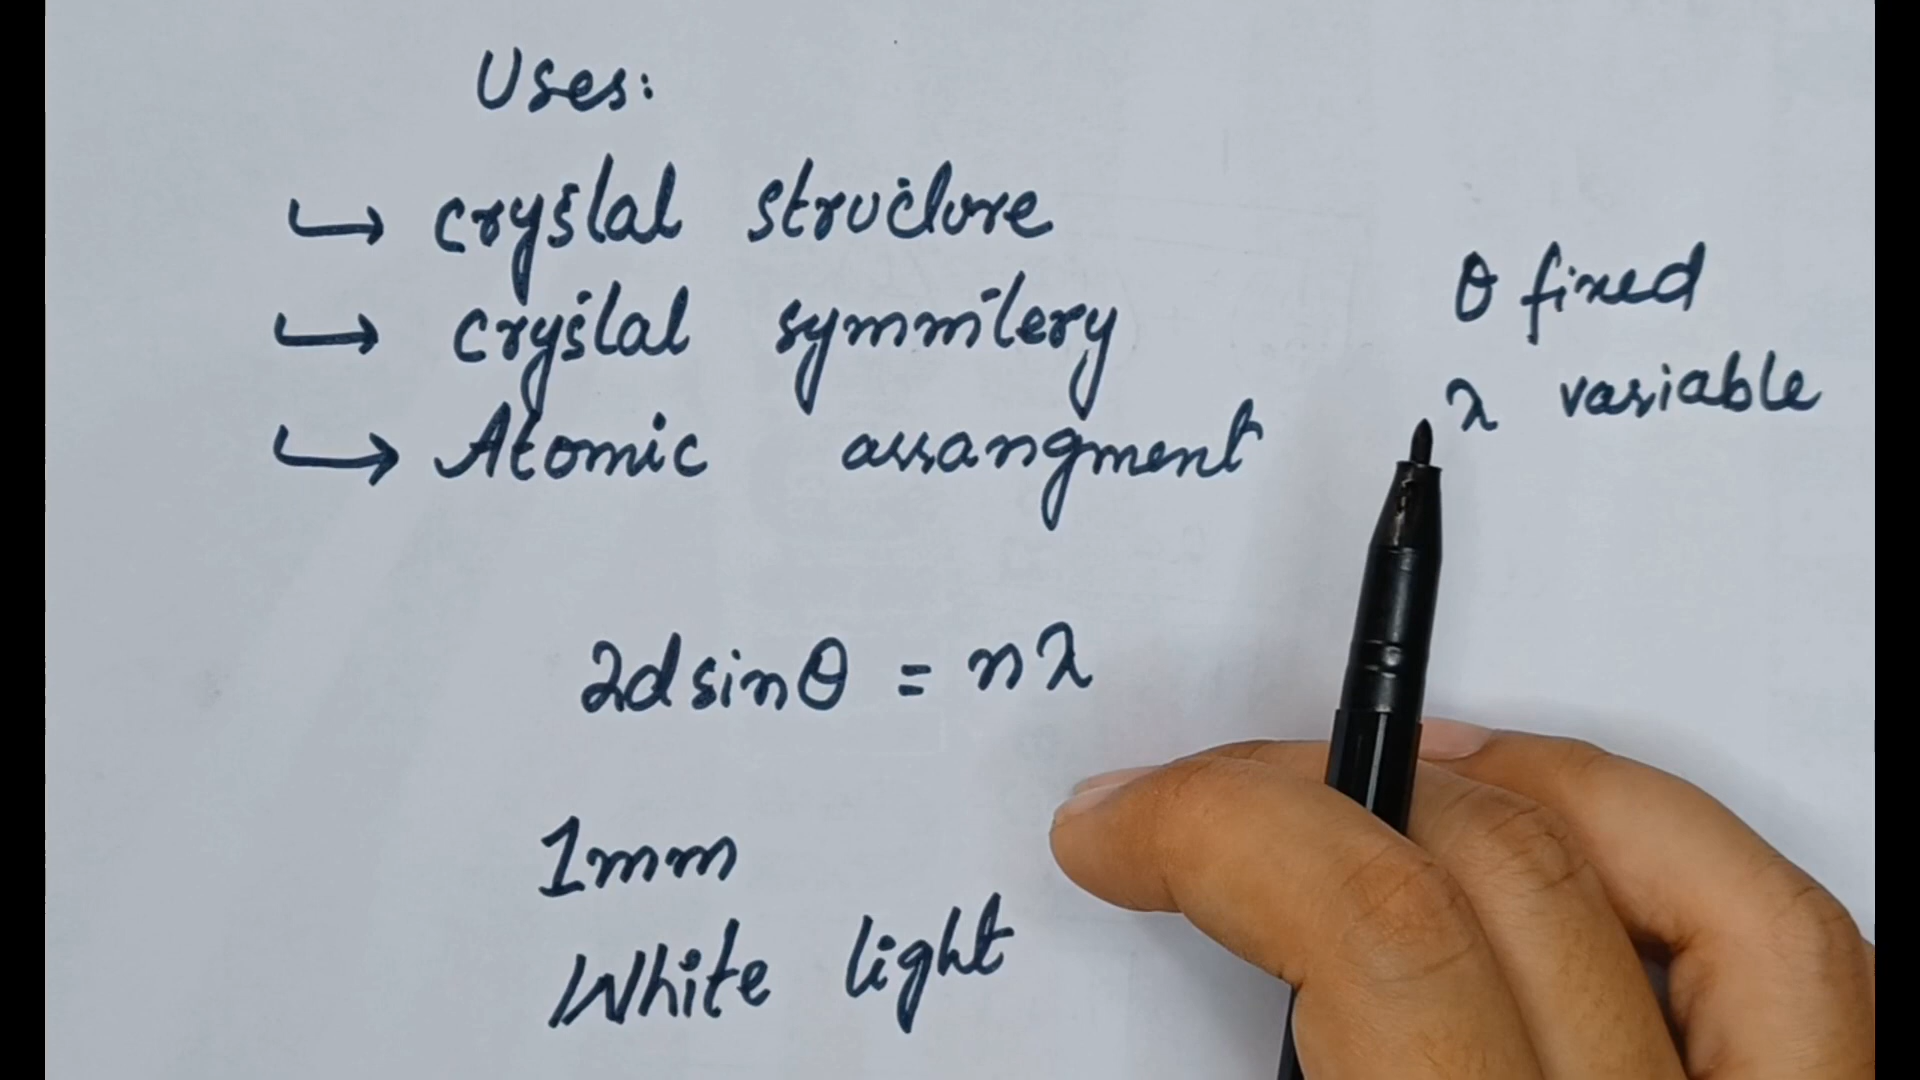 Uses:
↳ crystal structure
↳ crystal symmitery
↳ Atomic arrangment
θ fixed
λ variable
2d sinθ = nλ
1mm
White light